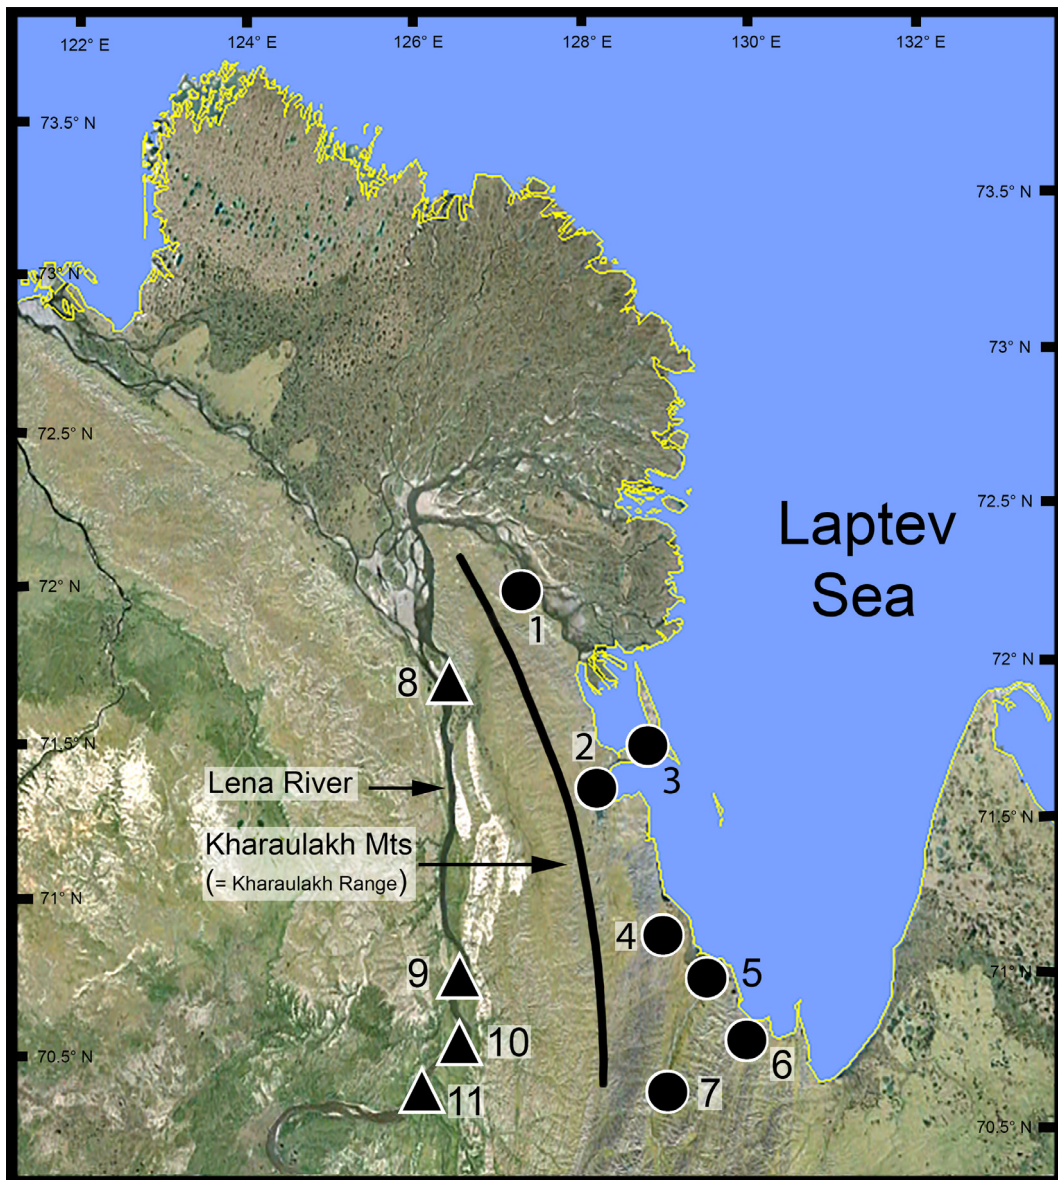 122° E 124° E 126° E 128° E 130° E 132° E
73.5° N
73.5° N
73° N
73° N
72.5° N
72.5° N
Laptev
Sea
72° N
1
72° N
8
71.5° N
2
3
Lena River
71.5° N
Kharaulakh Mts
(= Kharaulakh Range)
71° N
4
9
5
71° N
10
70.5° N
6
11
7
70.5° N